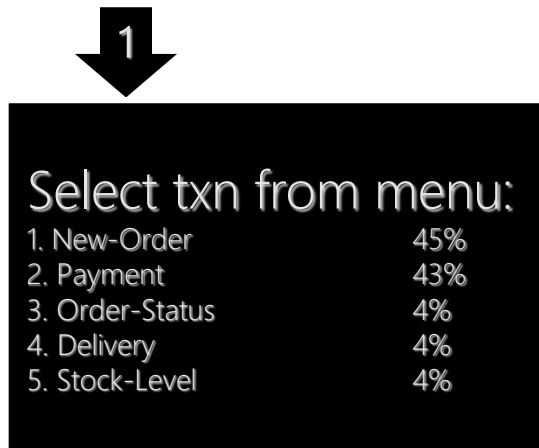 1
Select txn from menu:
1. New-Order 45%
2. Payment 43%
3. Order-Status 4%
4. Delivery 4%
5. Stock-Level 4%